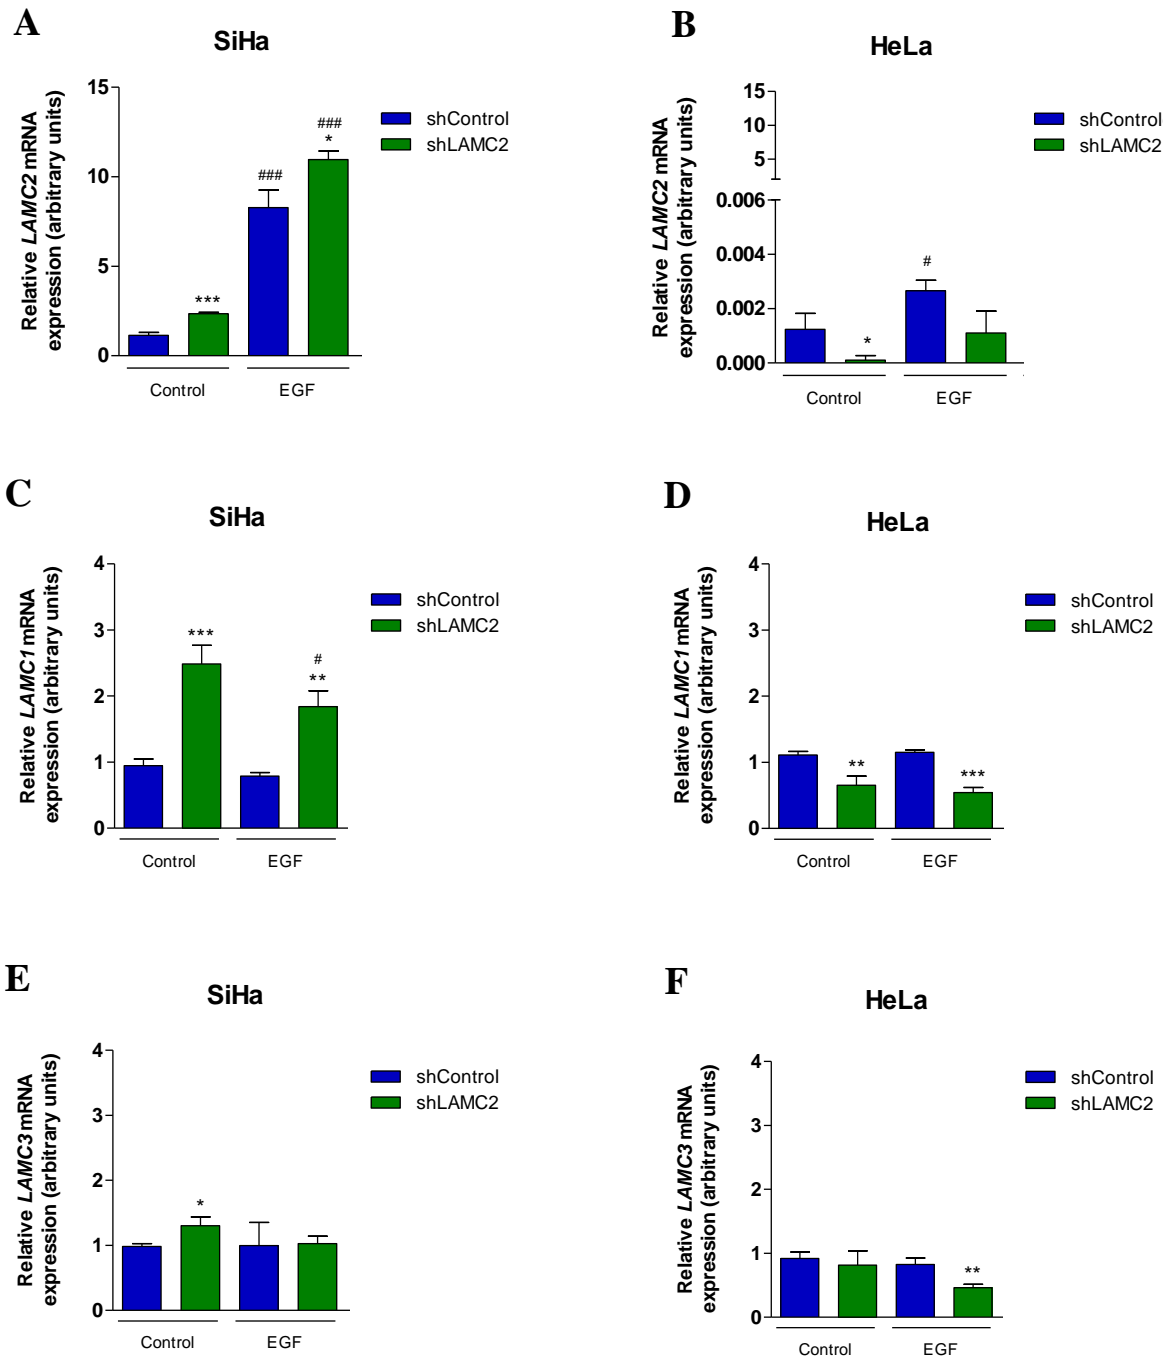 A
SiHa
Relative LAMC2 mRNA
expression (arbitrary units)
15
10
5
0
###
###
*
***
Control
EGF
shControl
shLAMC2
B
HeLa
Relative LAMC2 mRNA
expression (arbitrary units)
15
10
5
0.006
0.004
0.002
0.000
#
*
Control
EGF
shControl
shLAMC2
C
SiHa
Relative LAMC1 mRNA
expression (arbitrary units)
4
3
2
1
0
***
#
**
Control
EGF
shControl
shLAMC2
D
HeLa
Relative LAMC1 mRNA
expression (arbitrary units)
4
3
2
1
0
**
***
Control
EGF
shControl
shLAMC2
E
SiHa
Relative LAMC3 mRNA
expression (arbitrary units)
4
3
2
1
0
*
Control
EGF
shControl
shLAMC2
F
HeLa
Relative LAMC3 mRNA
expression (arbitrary units)
4
3
2
1
0
**
Control
EGF
shControl
shLAMC2